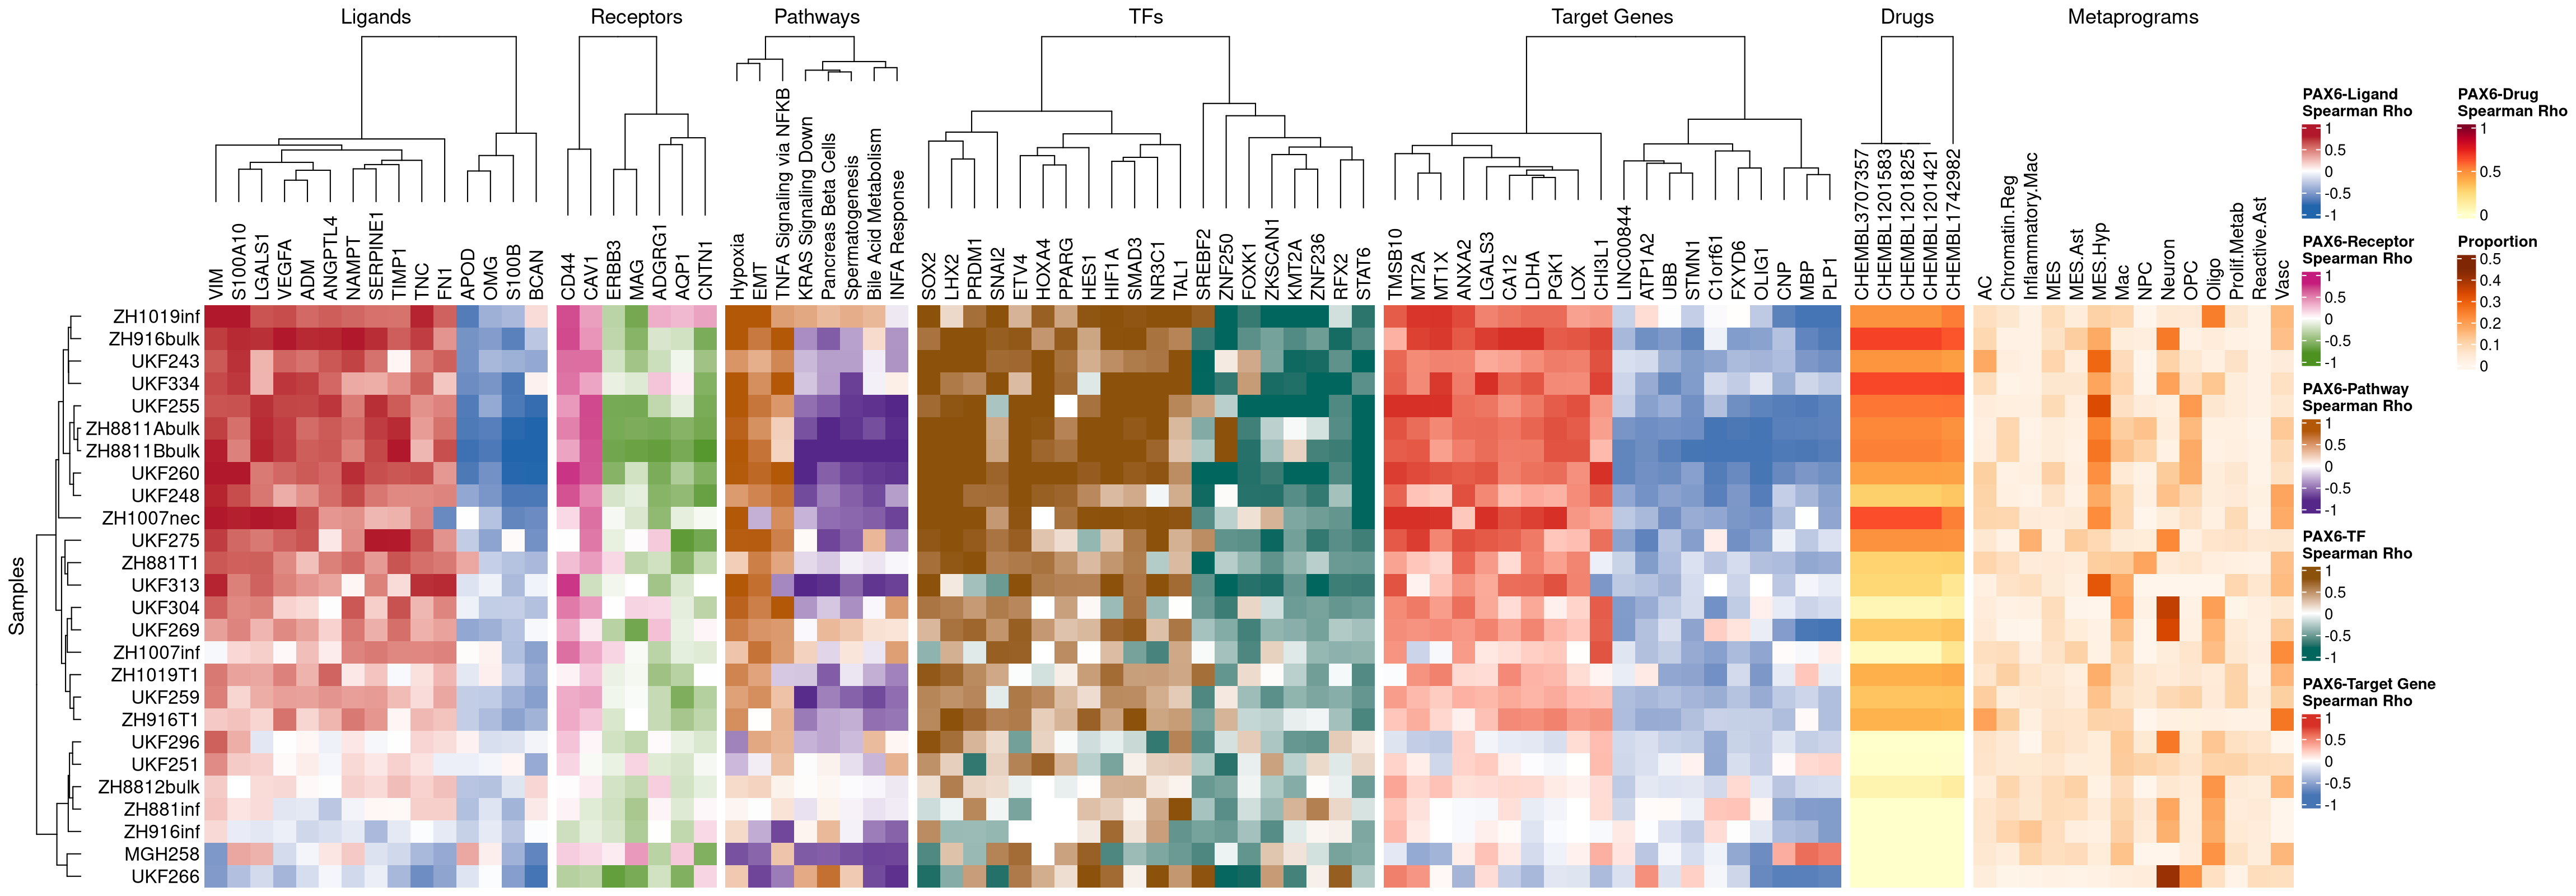 Ligands
Receptors
Pathways
TFs
Target Genes
Drugs
Metaprograms
VIM
S100A10
LGALS1
VEGFA
ADM
ANGPTL4
NAMPT
SERPINE1
TIMP1
TNC
FN1
APOD
OMG
S100B
BCAN
CD44
CAV1
ERBB3
MAG
ADGRG1
AQP1
CNTN1
Hypoxia
EMT
TNFA Signaling via NFKB
KRAS Signaling Down
Pancreas Beta Cells
Spermatogenesis
Bile Acid Metabolism
INFA Response
SOX2
LHX2
PRDM1
SNAI2
ETV4
HOXA4
PPARG
HES1
HIF1A
SMAD3
NR3C1
TAL1
SREBF2
ZNF250
FOXK1
ZKSCAN1
KMT2A
ZNF236
RFX2
STAT6
TMSB10
MT2A
MT1X
ANXA2
LGALS3
CA12
LDHA
PGK1
LOX
CHI3L1
LINC00844
ATP1A2
UBB
STMN1
C1orf61
FXYD6
OLIG1
CNP
MBP
PLP1
CHEMBL3707357
CHEMBL1201583
CHEMBL1201825
CHEMBL1201421
CHEMBL1742982
AC
Chromatin.Reg
Inflammatory.Mac
MES
MES.Ast
MES.Hyp
Mac
NPC
Neuron
OPC
Oligo
Prolif.Metab
Reactive.Ast
Vasc
Samples
ZH1019inf
ZH916bulk
UKF243
UKF334
UKF255
ZH8811Abulk
ZH8811Bbulk
UKF260
UKF248
ZH1007nec
UKF275
ZH881T1
UKF313
UKF304
UKF269
ZH1007inf
ZH1019T1
UKF259
ZH916T1
UKF296
UKF251
ZH8812bulk
ZH881inf
ZH916inf
MGH258
UKF266
PAX6-Ligand
Spearman Rho
1
0.5
0
-0.5
-1
PAX6-Receptor
Spearman Rho
1
0.5
0
-0.5
-1
PAX6-Pathway
Spearman Rho
1
0.5
0
-0.5
-1
PAX6-TF
Spearman Rho
1
0.5
0
-0.5
-1
PAX6-Target Gene
Spearman Rho
1
0.5
0
-0.5
-1
PAX6-Drug
Spearman Rho
1
0.5
0
Proportion
0.5
0.4
0.3
0.2
0.1
0